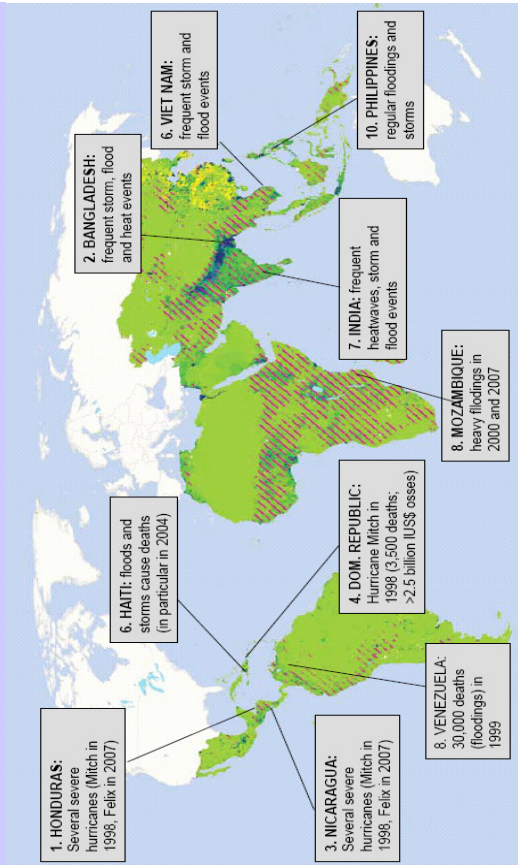 1. HONDURAS:
Several severe
hurricanes (Mitch in
1998, Felix in 2007)
6. HAITI: floods and
storms cause deaths
(in particular in 2004)
2. BANGLADESH:
frequent storm, flood
and heat events
6. VIET NAM:
frequent storm and
flood events
3. NICARAGUA:
Several severe
hurricanes (Mitch in
1998, Felix in 2007)
8. VENEZUELA:
30,000 deaths
(floodings) in
1999
4. DOM. REPUBLIC:
Hurricane Mitch in
1998 (3,500 deaths;
>2.5 billion IUS$ osses)
8. MOZAMBIQUE:
heavy flodings in
2000 and 2007
7. INDIA: frequent
heatwaves, storm and
flood events
10. PHILIPPINES:
regular floodings and
storms